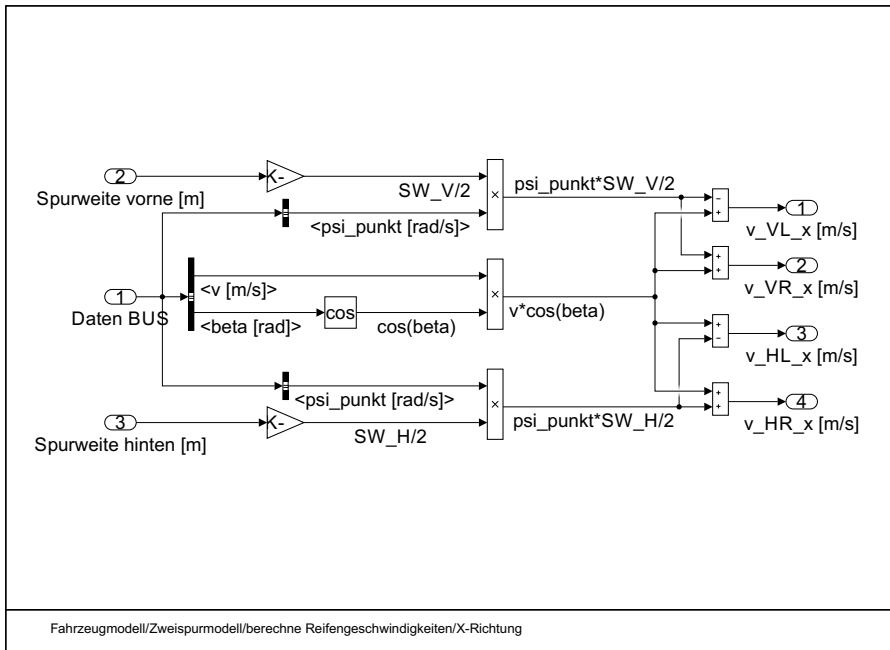 2
K-
Spurweite vorne [m]
SW_V/2
×
psi_punkt*SW_V/2
<psi_punkt [rad/s]>
−
+
1
v_VL_x [m/s]
+
+
2
v_VR_x [m/s]
1
Daten BUS
<v [m/s]>
<beta [rad]>
cos
cos(beta)
×
v*cos(beta)
+
−
3
v_HL_x [m/s]
<psi_punkt [rad/s]>
×
psi_punkt*SW_H/2
+
+
4
v_HR_x [m/s]
3
K-
Spurweite hinten [m]
SW_H/2
Fahrzeugmodell/Zweispurmodell/berechne Reifengeschwindigkeiten/X-Richtung